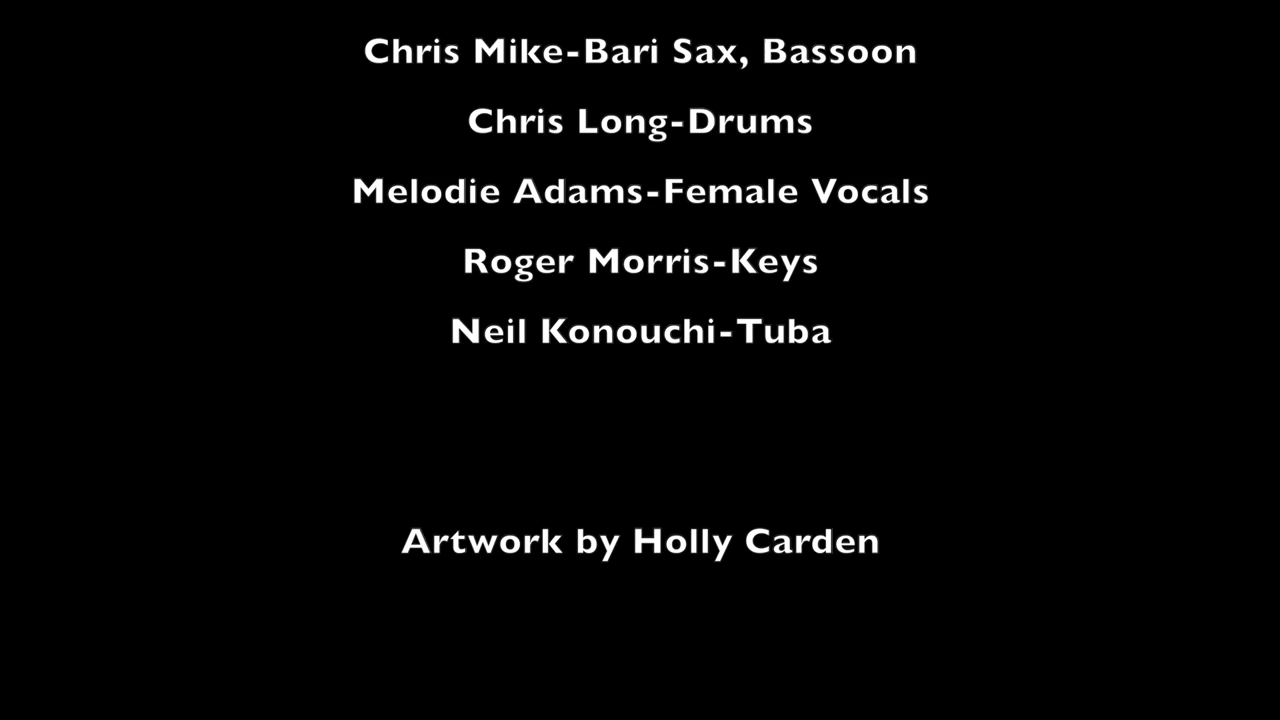 Chris Mike-Bari Sax, Bassoon
Chris Long-Drums
Melodie Adams-Female Vocals
Roger Morris-Keys
Neil Konouchi-Tuba
Artwork by Holly Carden